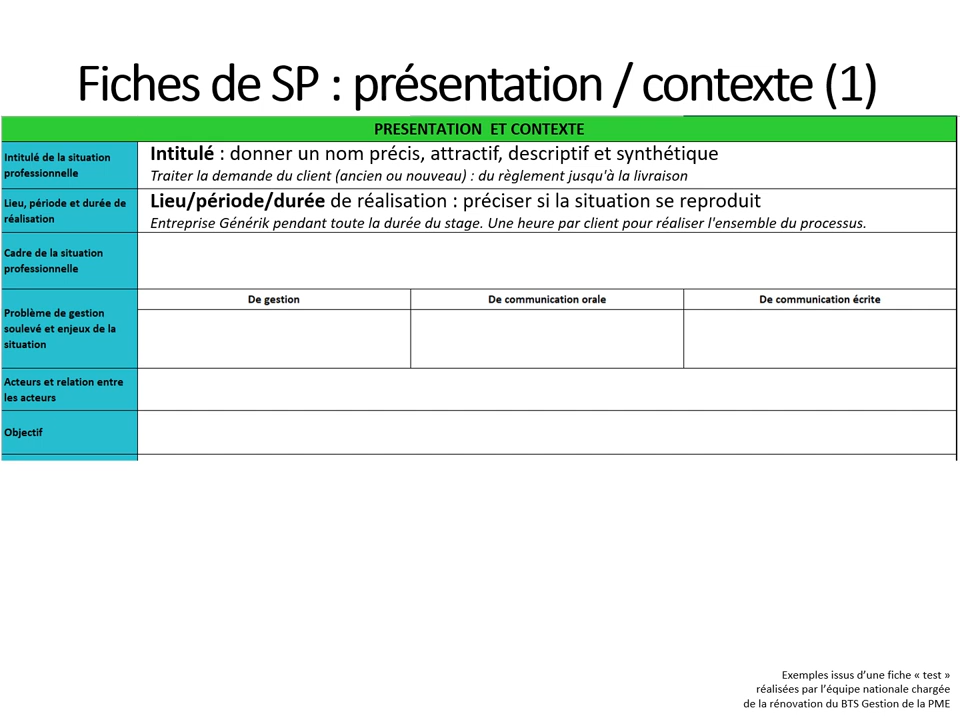 Fiches de SP : présentation / contexte (1)
PRESENTATION ET CONTEXTE
Intitulé de la situation
professionnelle
Intitulé : donner un nom précis, attractif, descriptif et synthétique
Traiter la demande du client (ancien ou nouveau) : du règlement jusqu'à la livraison
Lieu, période et durée de
réalisation
Lieu/période/durée de réalisation : préciser si la situation se reproduit
Entreprise Générik pendant toute la durée du stage. Une heure par client pour réaliser l'ensemble du processus.
Cadre de la situation
professionnelle
Problème de gestion
soulevé et enjeux de la
situation
De gestion
De communication orale
De communication écrite
Acteurs et relation entre
les acteurs
Objectif
Exemples issus d'une fiche « test »
réalisées par l'équipe nationale chargée
de la rénovation du BTS Gestion de la PME